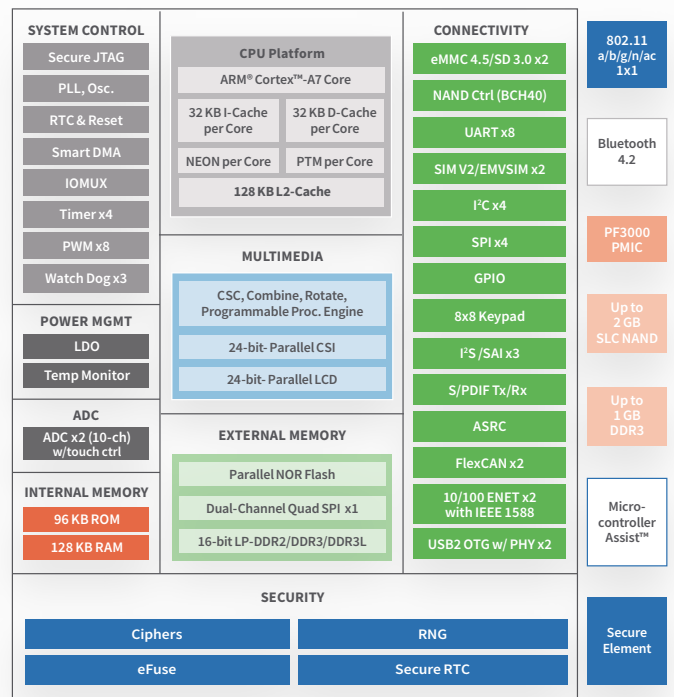 SYSTEM CONTROL
Secure JTAG
PLL, Osc.
RTC & Reset
Smart DMA
IOMUX
Timer x4
PWM x8
Watch Dog x3
POWER MGMT
LDO
Temp Monitor
ADC
ADC x2 (10-ch)
w/touch ctrl
INTERNAL MEMORY
96 KB ROM
128 KB RAM
CPU Platform
ARM® Cortex™-A7 Core
32 KB I-Cache
per Core
32 KB D-Cache
per Core
NEON per Core
PTM per Core
128 KB L2-Cache
MULTIMEDIA
CSC, Combine, Rotate,
Programmable Proc. Engine
24-bit- Parallel CSI
24-bit- Parallel LCD
EXTERNAL MEMORY
Parallel NOR Flash
Dual-Channel Quad SPI x1
16-bit LP-DDR2/DDR3/DDR3L
CONNECTIVITY
eMMC 4.5/SD 3.0 x2
NAND Ctrl (BCH40)
UART x8
SIM V2/EMVSIM x2
I²C x4
SPI x4
GPIO
8x8 Keypad
I²S /SAI x3
S/PDIF Tx/Rx
ASRC
FlexCAN x2
10/100 ENET x2
with IEEE 1588
USB2 OTG w/ PHY x2
SECURITY
Ciphers
RNG
eFuse
Secure RTC
802.11
a/b/g/n/ac
1x1
Bluetooth
4.2
PF3000
PMIC
Up to
2 GB
SLC NAND
Up to
1 GB
DDR3
Micro-
controller
Assist™
Secure
Element